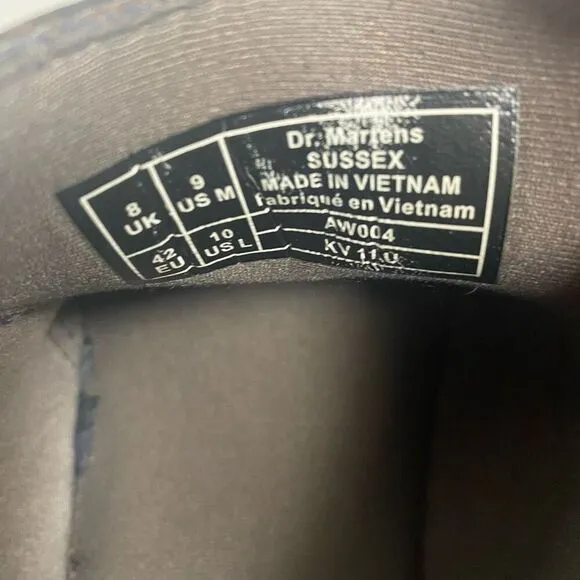 8
UK
9
US M
42
EU
10
US L
Dr. Martens
SUSSEX
MADE IN VIETNAM
Fabriqué en Vietnam
AW004
KV 11.U